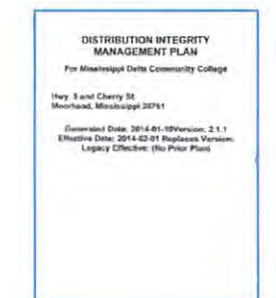 DISTRIBUTION INTEGRITY
MANAGEMENT PLAN
For Mississippi Delta Community College
Hwy. 3 and Cherry St
Moorhead, Mississippi 38761
Generated Date: 2014-01-10Version: 2.1.1
Effective Date: 2014-02-01 Replaces Version:
Legacy Effective: (No Prior Plan)